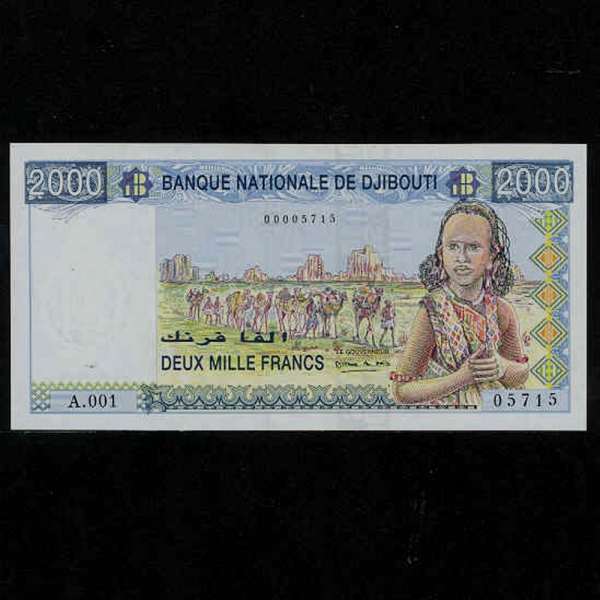 2000 BANQUE NATIONALE DE DJIBOUTI 2000
00005715
ألفا فرنك
LE GOUVERNEUR
DEUX MILLE FRANCS
A.001 05715